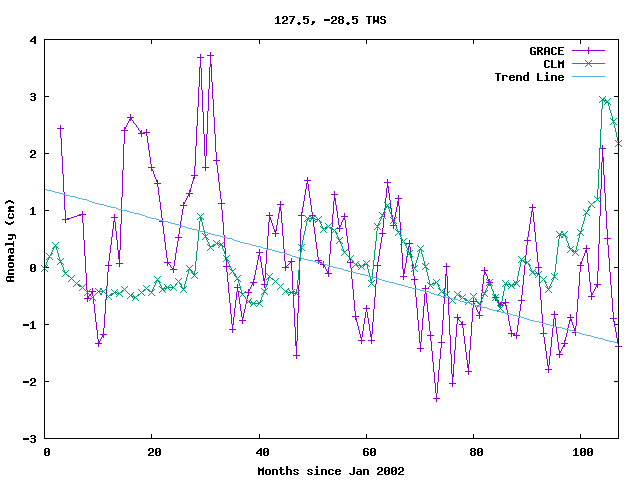 127.5, -28.5 TWS
GRACE
CLM
Trend Line
4
3
2
1
0
-1
-2
-3
Anomaly (cm)
0 20 40 60 80 100
Months since Jan 2002